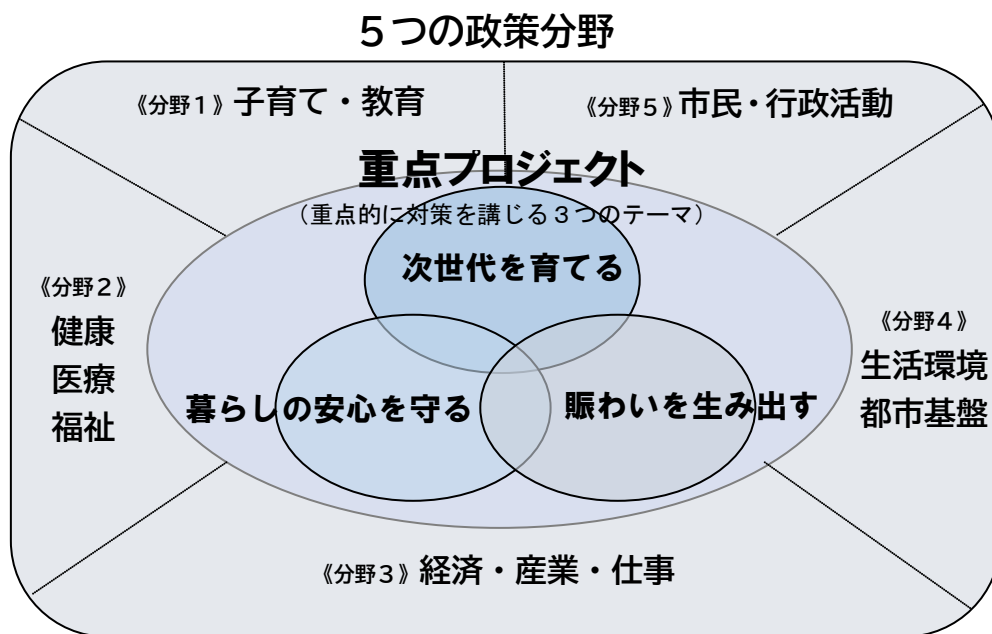 ５つの政策分野
《分野１》子育て・教育
《分野５》市民・行政活動
重点プロジェクト
（重点的に対策を講じる３つのテーマ）
次世代を育てる
《分野２》
健康
医療
福祉
《分野４》
生活環境
都市基盤
暮らしの安心を守る
賑わいを生み出す
《分野３》経済・産業・仕事